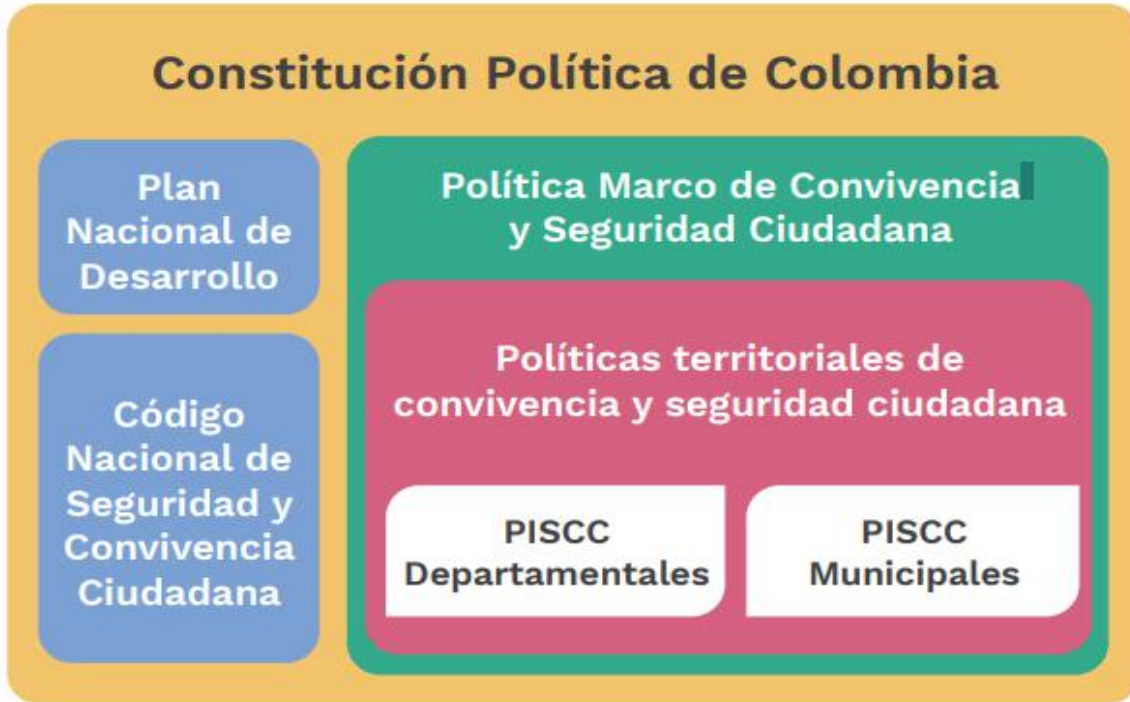 Constitución Política de Colombia
Plan
Nacional de
Desarrollo
Código
Nacional de
Seguridad y
Convivencia
Ciudadana
Política Marco de Convivencia
y Seguridad Ciudadana
Políticas territoriales de
convivencia y seguridad ciudadana
PISCC
Departamentales
PISCC
Municipales